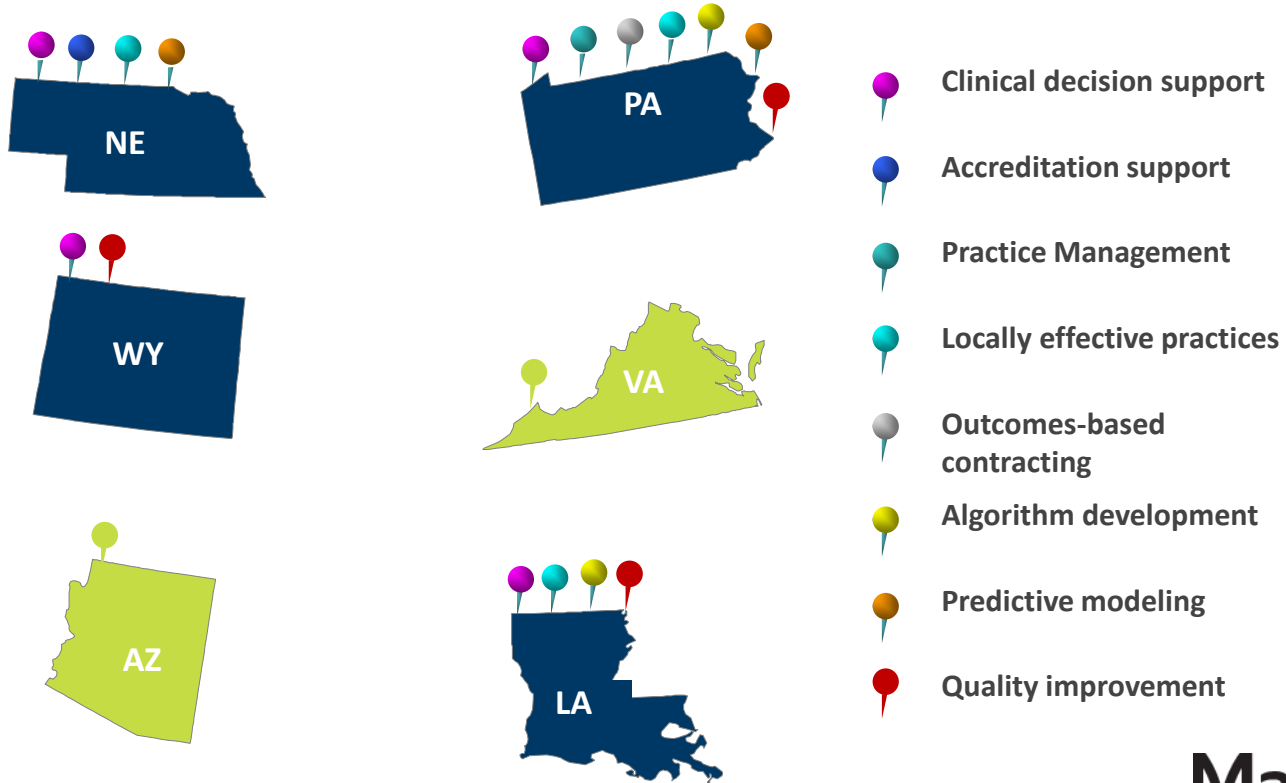 NE
PA
WY
VA
AZ
LA
Clinical decision support
Accreditation support
Practice Management
Locally effective practices
Outcomes-based
contracting
Algorithm development
Predictive modeling
Quality improvement